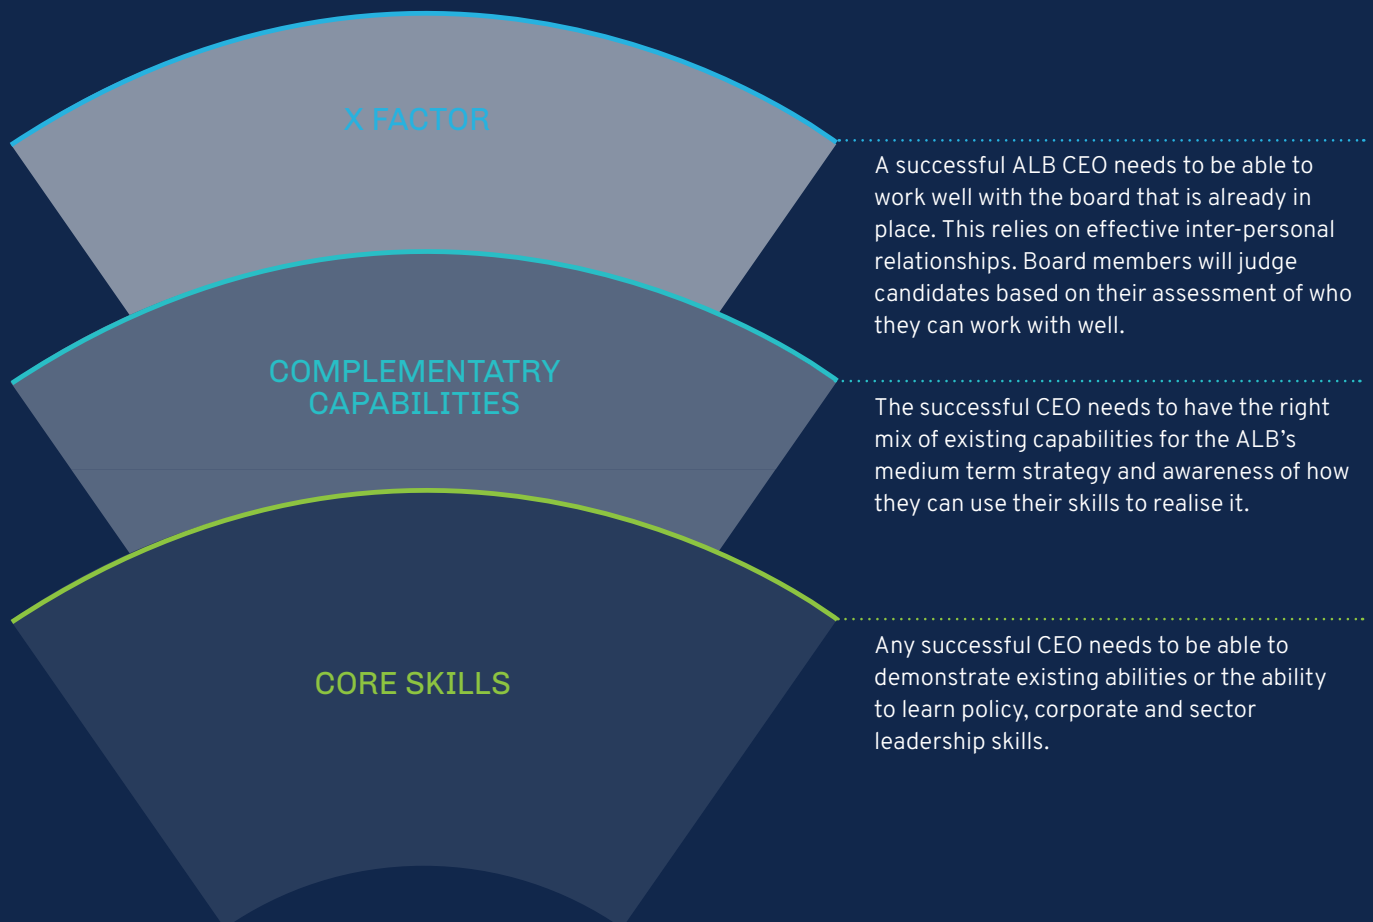 X FACTOR
A successful ALB CEO needs to be able to
work well with the board that is already in
place. This relies on effective inter-personal
relationships. Board members will judge
candidates based on their assessment of who
they can work with well.
COMPLEMENTATRY
CAPABILITIES
The successful CEO needs to have the right
mix of existing capabilities for the ALB’s
medium term strategy and awareness of how
they can use their skills to realise it.
CORE SKILLS
Any successful CEO needs to be able to
demonstrate existing abilities or the ability
to learn policy, corporate and sector
leadership skills.